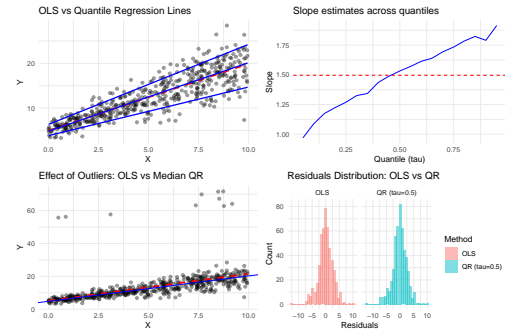 OLS vs Quantile Regression Lines
Y
20
10
0.0 2.5 5.0 7.5 10.0
X
Slope estimates across quantiles
Slope
1.75
1.50
1.25
1.00
0.25 0.50 0.75
Quantile (tau)
Effect of Outliers: OLS vs Median QR
Y
60
40
20
0
0.0 2.5 5.0 7.5 10.0
X
Residuals Distribution: OLS vs QR
OLS QR (tau=0.5)
Count
80
60
40
20
0
-10 -5 0 5 10 -10 -5 0 5 10
Residuals
Method
OLS
QR (tau=0.5)